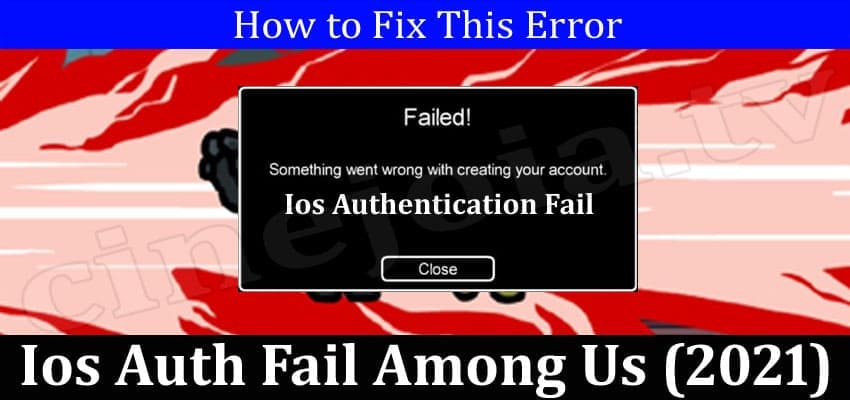 How to Fix This Error
Failed!
Something went wrong with creating your account.
Ios Authentication Fail
Close
cinejoia.tv
Ios Auth Fail Among Us (2021)